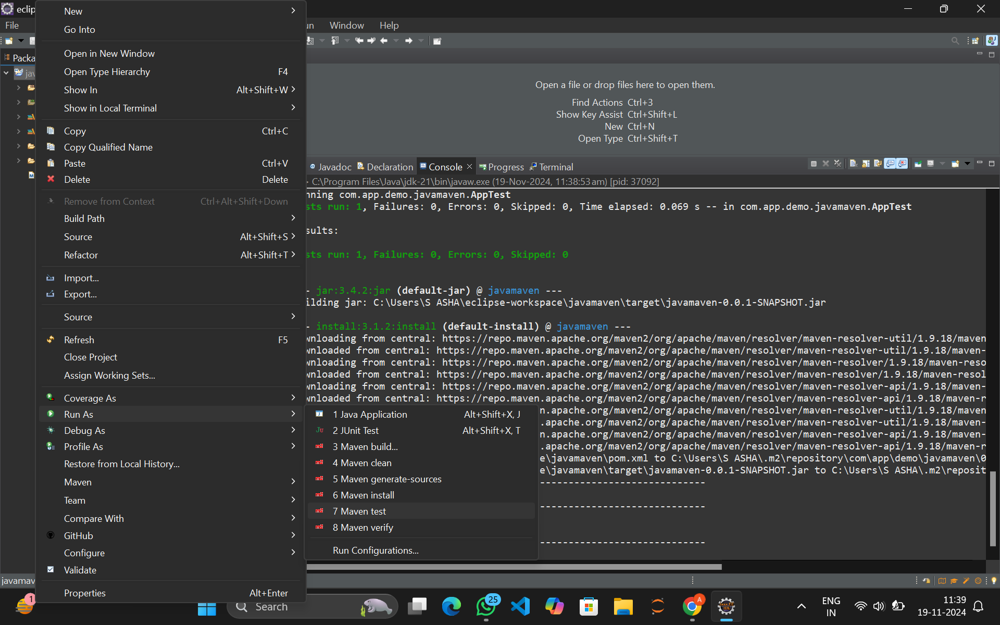 eclip
File
Window
Help
Packa
New
Go Into
Open in New Window
Open Type Hierarchy F4
Show In Alt+Shift+W
Show in Local Terminal
Copy Ctrl+C
Copy Qualified Name
Paste Ctrl+V
Delete Delete
Remove from Context Ctrl+Alt+Shift+Down
Build Path
Source Alt+Shift+S
Refactor Alt+Shift+T
Import...
Export...
Source
Refresh F5
Close Project
Assign Working Sets...
Coverage As
Run As
Debug As
Profile As
Restore from Local History...
Maven
Team
Compare With
GitHub
Configure
Validate
Properties Alt+Enter
1 Java Application Alt+Shift+X, J
2 JUnit Test Alt+Shift+X, T
3 Maven build...
4 Maven clean
5 Maven generate-sources
6 Maven install
7 Maven test
8 Maven verify
Run Configurations...
Open a file or drop files here to open them.
Find Actions Ctrl+3
Show Key Assist Ctrl+Shift+L
New Ctrl+N
Open Type Ctrl+Shift+T
@ Javadoc Declaration Console Progress Terminal
C:\Program Files\Java\jdk-21\bin\javaw.exe (19-Nov-2024, 11:38:53 am) [pid: 37092]
nning com.app.demo.javamaven.AppTest
sts run: 1, Failures: 0, Errors: 0, Skipped: 0, Time elapsed: 0.069 s -- in com.app.demo.javamaven.AppTest
sults:
sts run: 1, Failures: 0, Errors: 0, Skipped: 0
- jar:3.4.2:jar (default-jar) @ javamaven ---
ilding jar: C:\Users\S ASHA\eclipse-workspace\javamaven\target\javamaven-0.0.1-SNAPSHOT.jar
- install:3.1.2:install (default-install) @ javamaven ---
wnloading from central: https://repo.maven.apache.org/maven2/org/apache/maven/resolver/maven-resolver-util/1.9.18/maven
wnloaded from central: https://repo.maven.apache.org/maven2/org/apache/maven/resolver/maven-resolver-util/1.9.18/maven-
wnloading from central: https://repo.maven.apache.org/maven2/org/apache/maven/resolver/maven-resolver/1.9.18/maven-reso
wnloaded from central: https://repo.maven.apache.org/maven2/org/apache/maven/resolver/maven-resolver/1.9.18/maven-resol
wnloading from central: https://repo.maven.apache.org/maven2/org/apache/maven/resolver/maven-resolver-api/1.9.18/maven-
wnloaded from central: https://repo.maven.apache.org/maven2/org/apache/maven/resolver/maven-resolver-api/1.9.18/maven-r
n.apache.org/maven2/org/apache/maven/resolver/maven-resolver-util/1.9.18/maven-
.apache.org/maven2/org/apache/maven/resolver/maven-resolver-util/1.9.18/maven-r
n.apache.org/maven2/org/apache/maven/resolver/maven-resolver-api/1.9.18/maven-
.apache.org/maven2/org/apache/maven/resolver/maven-resolver-api/1.9.18/maven-r
e\javamaven\pom.xml to C:\Users\S ASHA\.m2\repository\com\app\demo\javamaven\0
e\javamaven\target\javamaven-0.0.1-SNAPSHOT.jar to C:\Users\S ASHA\.m2\reposit
-----------------------------
-----------------------------
-----------------------------
javamav
1
Search
25
ENG
IN
11:39
19-11-2024